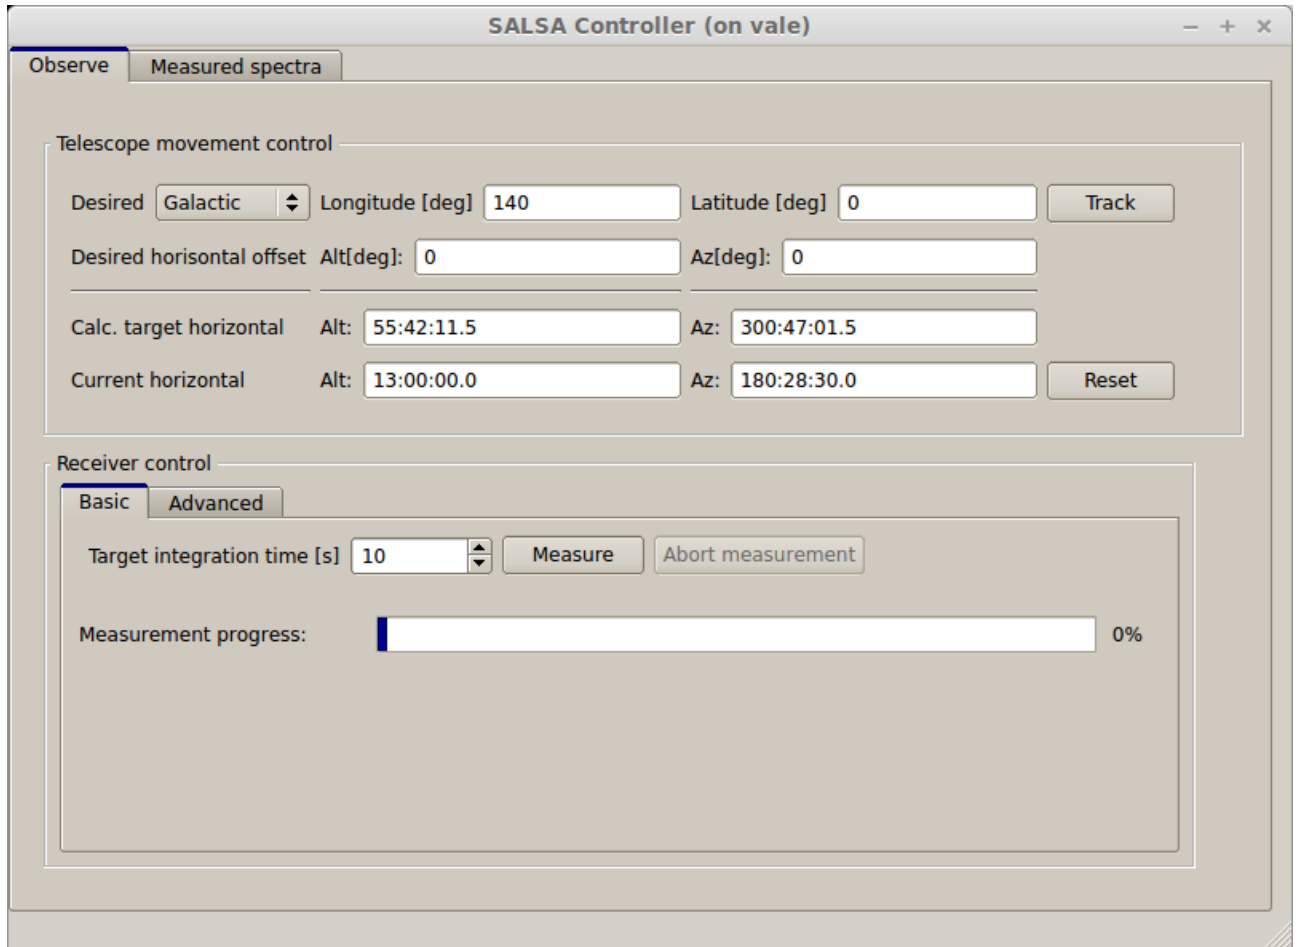 SALSA Controller (on vale)
Observe Measured spectra
Telescope movement control
Desired Galactic Longitude [deg] 140 Latitude [deg] 0 Track
Desired horisontal offset Alt[deg]: 0 Az[deg]: 0
Calc. target horizontal Alt: 55:42:11.5 Az: 300:47:01.5
Current horizontal Alt: 13:00:00.0 Az: 180:28:30.0 Reset
Receiver control
Basic Advanced
Target integration time [s] 10 Measure Abort measurement
Measurement progress: 0%